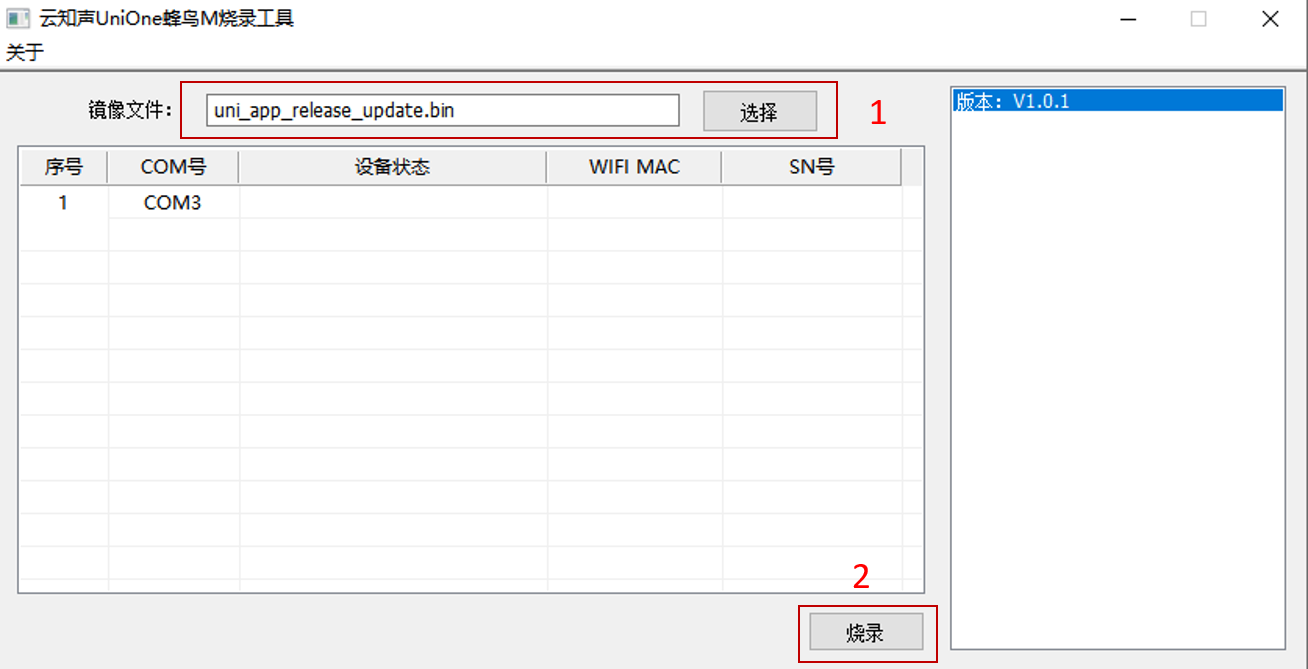 云知声UniOne蜂鸟M烧录工具
关于
镜像文件： uni_app_release_update.bin 选择 1
版本：V1.0.1
序号 COM号 设备状态 WIFI MAC SN号
1 COM3
2
烧录